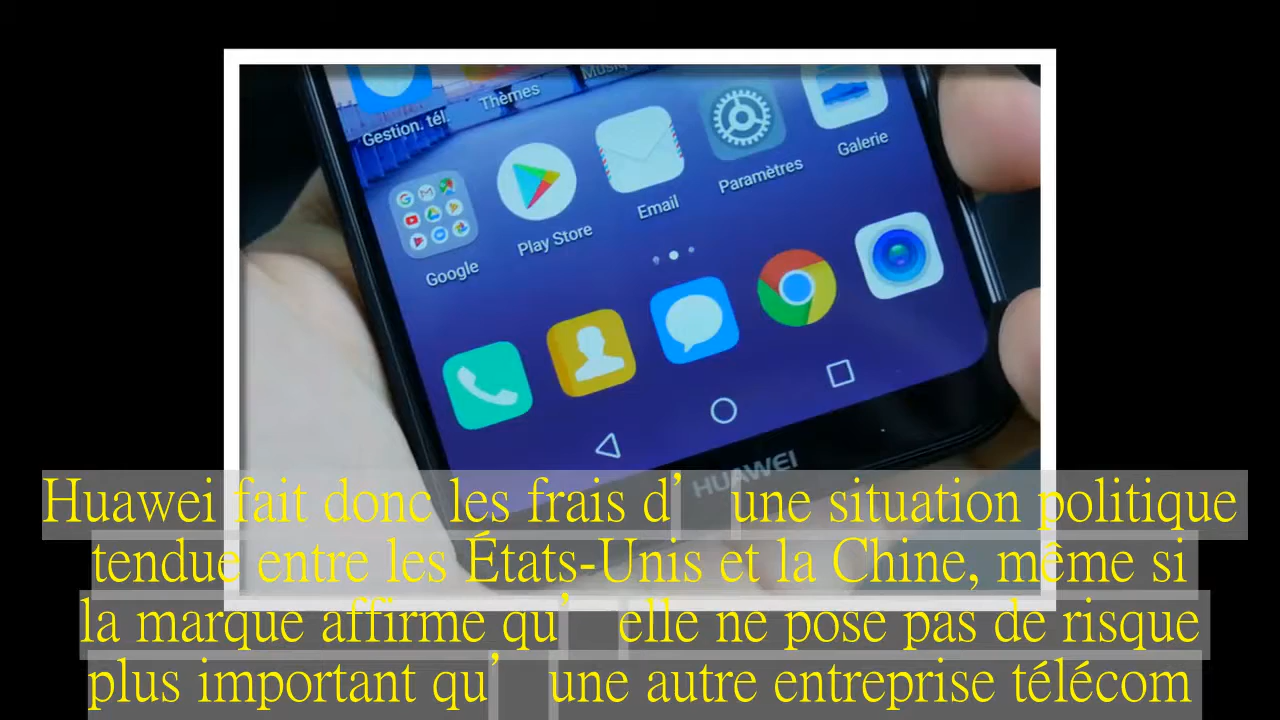 Musiq
Thèmes
Gestion. tél.
Galerie
Paramètres
Email
Play Store
Google
HUAWEI
Huawei fait donc les frais d’une situation politique
tendue entre les États-Unis et la Chine, même si
la marque affirme qu’elle ne pose pas de risque
plus important qu’une autre entreprise télécom